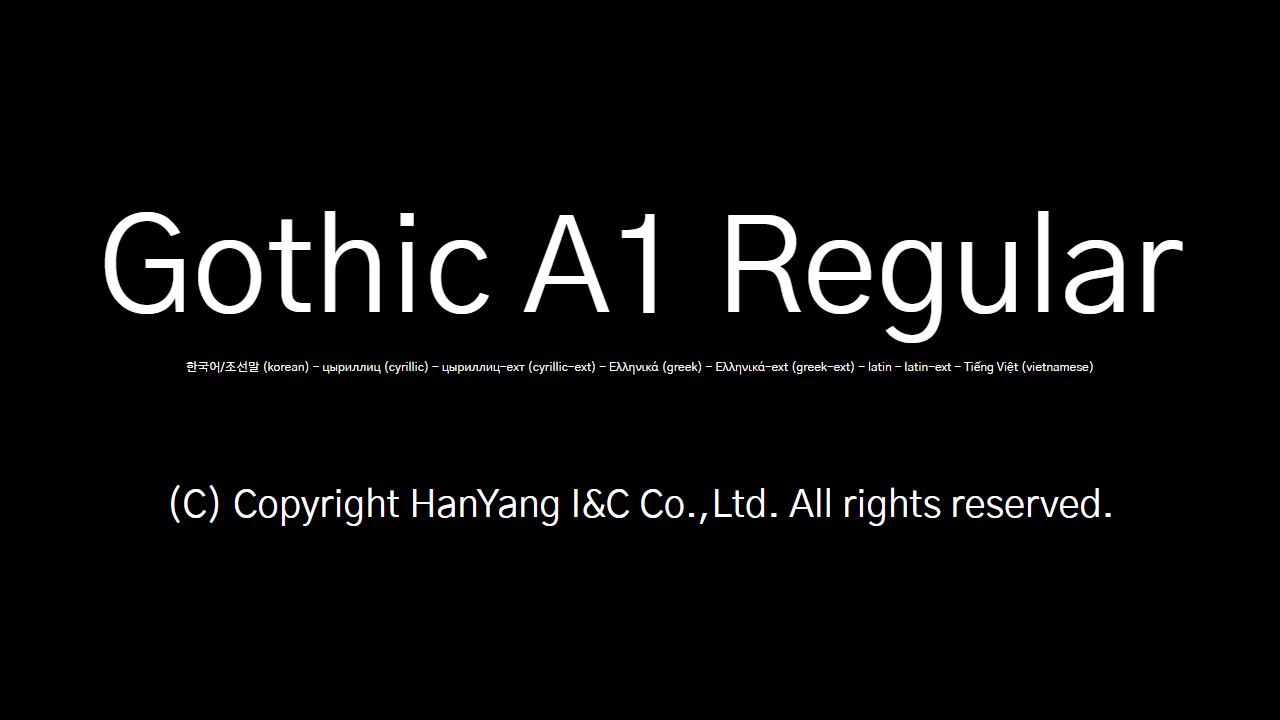 Gothic A1 Regular
한국어/조선말 (korean) – цыриллиц (cyrillic) – цыриллиц-ехт (cyrillic-ext) – Ελληνικά (greek) – Ελληνικά-ext (greek-ext) – latin – latin-ext – Tiếng Việt (vietnamese)
(C) Copyright HanYang I&C Co.,Ltd. All rights reserved.